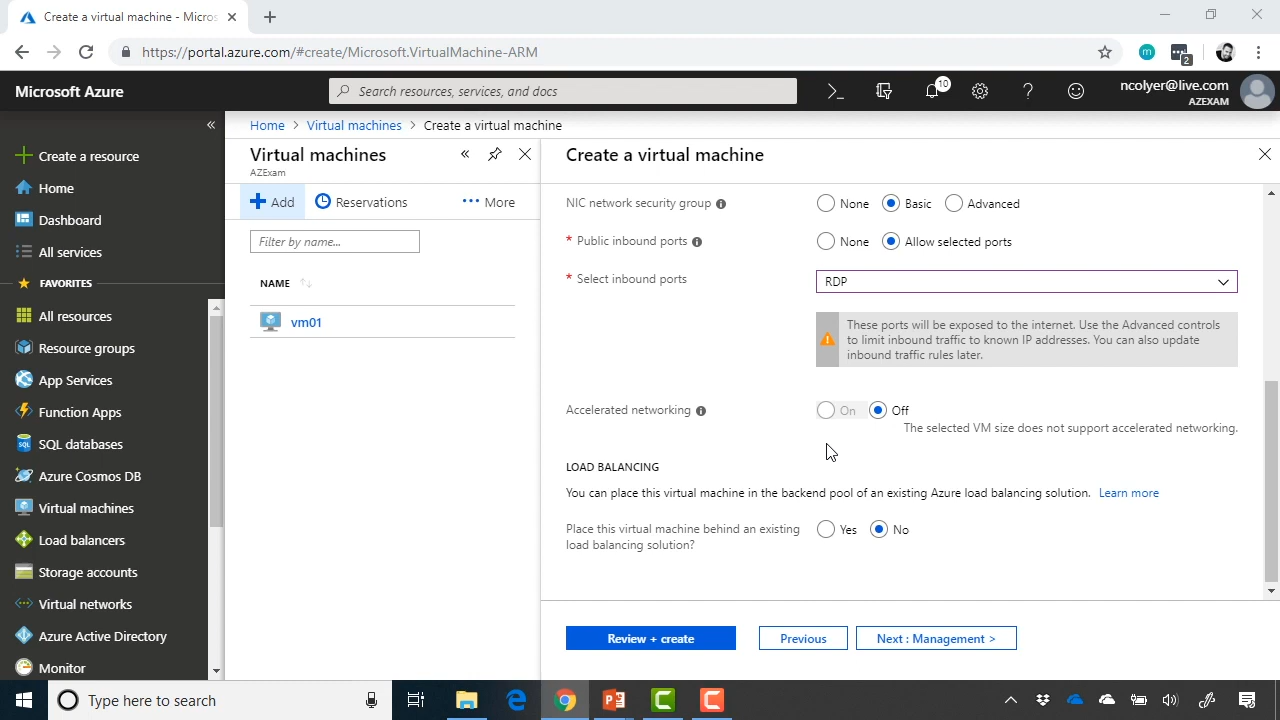 Create a virtual machine - Micros
https://portal.azure.com/#create/Microsoft.VirtualMachine-ARM
m
2
Microsoft Azure
Search resources, services, and docs
10
ncolyer@live.com
AZEXAM
Create a resource
Home
Dashboard
All services
FAVORITES
All resources
Resource groups
App Services
Function Apps
SQL databases
Azure Cosmos DB
Virtual machines
Load balancers
Storage accounts
Virtual networks
Azure Active Directory
Monitor
Home > Virtual machines > Create a virtual machine
Virtual machines
AZExam
Add Reservations More
Filter by name...
NAME
vm01
Create a virtual machine
NIC network security group None Basic Advanced
* Public inbound ports None Allow selected ports
* Select inbound ports RDP
These ports will be exposed to the internet. Use the Advanced controls
to limit inbound traffic to known IP addresses. You can also update
inbound traffic rules later.
Accelerated networking On Off
The selected VM size does not support accelerated networking.
LOAD BALANCING
You can place this virtual machine in the backend pool of an existing Azure load balancing solution. Learn more
Place this virtual machine behind an existing Yes No
load balancing solution?
Review + create Previous Next : Management >
Type here to search